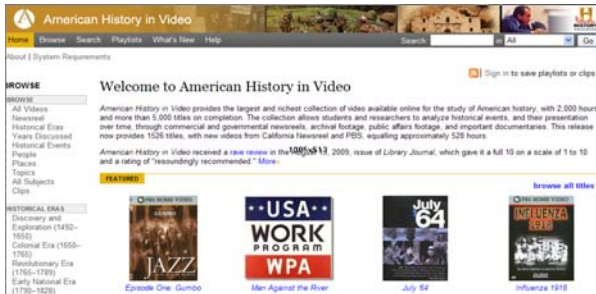 American History in Video
HISTORY
Home Browse Search Playlists What's New Help
Search in All Go
About | System Requirements
Sign in to save playlists or clips
BROWSE
Welcome to American History in Video
BROWSE
All Videos
Newsreel
Historical Eras
Years Discussed
Historical Events
People
Places
Topics
All Subjects
Clips
American History in Video provides the largest and richest collection of video available online for the study of American history, with 2,000 hours
and more than 5,000 titles on completion. The collection allows students and researchers to analyze historical events, and their presentation
over time, through commercial and governmental newsreels, archival footage, public affairs footage, and important documentaries. This release
now provides 1526 titles, with new videos from California Newsreel and PBS, equalling approximately 528 hours.
American History in Video received a rave review in the 13, 2009, issue of Library Journal, which gave it a full 10 on a scale of 1 to 10
and a rating of "resoundingly recommended." More
FEATURED
browse all titles
HISTORICAL ERAS
Discovery and
Exploration (1492–
1650)
Colonial Era (1650–
1765)
Revolutionary Era
(1765–1789)
Early National Era
(1790–1828)
PBS HOME VIDEO
GUMBO
JAZZ
Episode One: Gumbo
USA
WORK
PROGRAM
WPA
Man Against the River
July
'64
July '64
PBS HOME VIDEO
INFLUENZA
1918
Influenza 1918